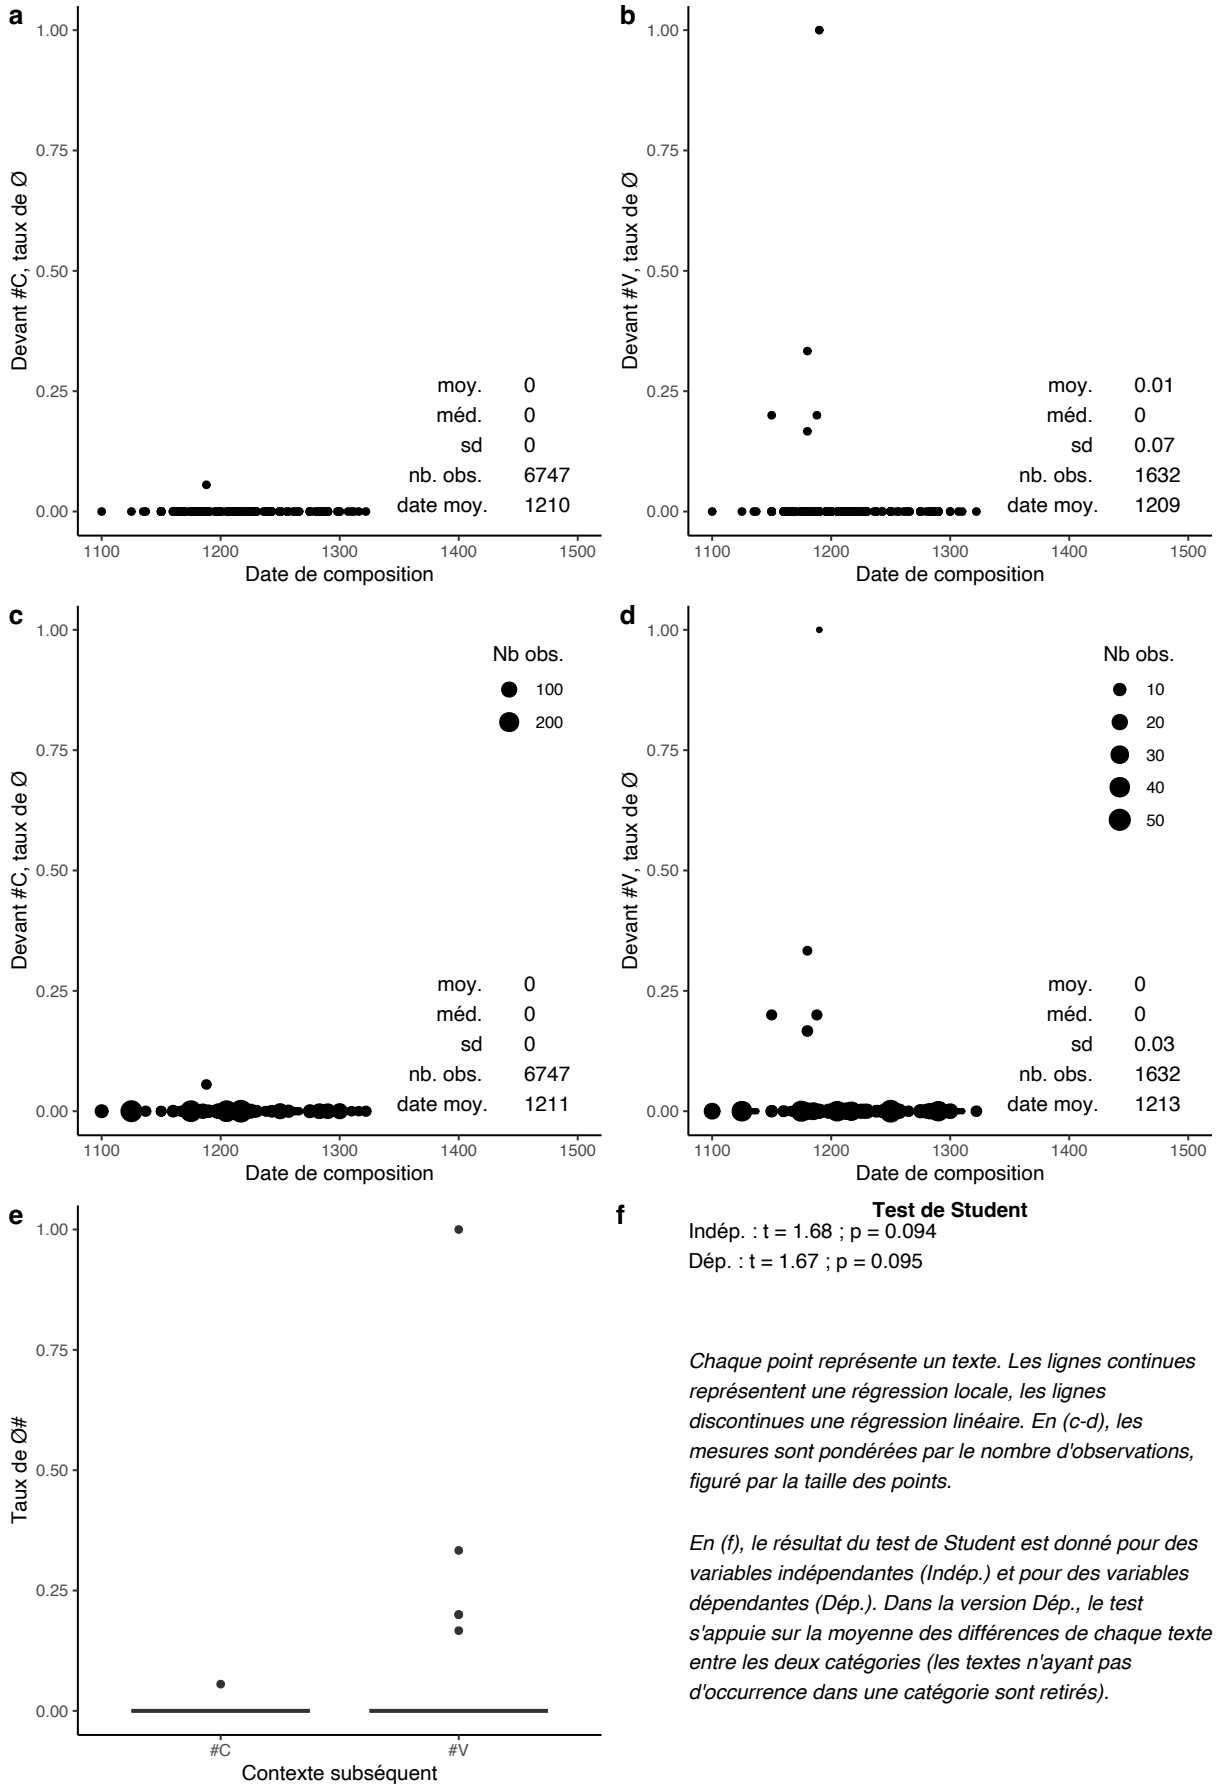 a
1.00
0.75
0.50
0.25
0.00
Devant #C, taux de Ø
moy. 0
méd. 0
sd 0
nb. obs. 6747
date moy. 1210
1100 1200 1300 1400 1500
Date de composition
b
1.00
0.75
0.50
0.25
0.00
Devant #V, taux de Ø
moy. 0.01
méd. 0
sd 0.07
nb. obs. 1632
date moy. 1209
1100 1200 1300 1400 1500
Date de composition
c
1.00
0.75
0.50
0.25
0.00
Devant #C, taux de Ø
Nb obs.
100
200
moy. 0
méd. 0
sd 0
nb. obs. 6747
date moy. 1211
1100 1200 1300 1400 1500
Date de composition
d
1.00
0.75
0.50
0.25
0.00
Devant #V, taux de Ø
Nb obs.
10
20
30
40
50
moy. 0
méd. 0
sd 0.03
nb. obs. 1632
date moy. 1213
1100 1200 1300 1400 1500
Date de composition
e
1.00
0.75
0.50
0.25
0.00
Taux de Ø#
#C #V
Contexte subséquent
f
Test de Student
Indép. : t = 1.68 ; p = 0.094
Dép. : t = 1.67 ; p = 0.095
Chaque point représente un texte. Les lignes continues
représentent une régression locale, les lignes
discontinues une régression linéaire. En (c-d), les
mesures sont pondérées par le nombre d'observations,
figuré par la taille des points.
En (f), le résultat du test de Student est donné pour des
variables indépendantes (Indép.) et pour des variables
dépendantes (Dép.). Dans la version Dép., le test
s'appuie sur la moyenne des différences de chaque texte
entre les deux catégories (les textes n'ayant pas
d'occurrence dans une catégorie sont retirés).